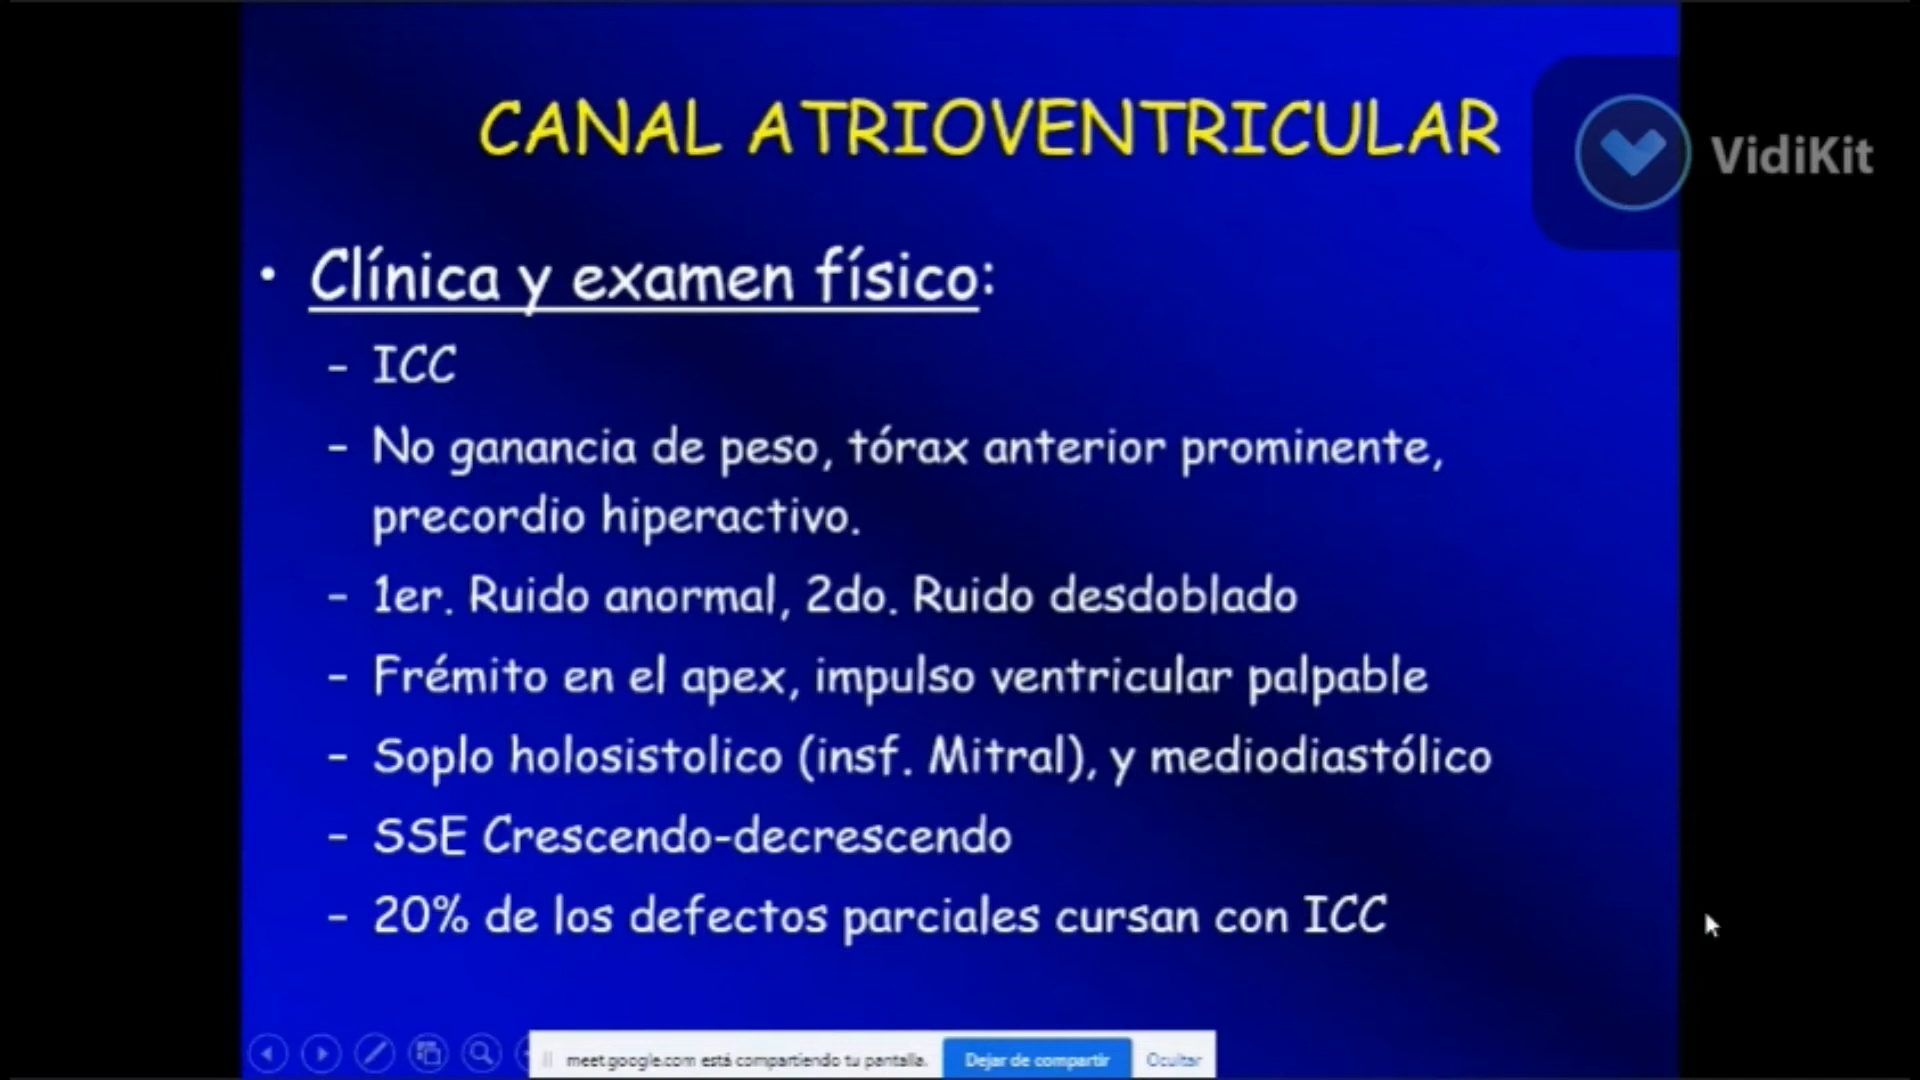 CANAL ATRIOVENTRICULAR
VidiKit
• Clínica y examen físico:
– ICC
– No ganancia de peso, tórax anterior prominente,
precordio hiperactivo.
– 1er. Ruido anormal, 2do. Ruido desdoblado
– Frémito en el apex, impulso ventricular palpable
– Soplo holosistolico (insf. Mitral), y mediodiastólico
– SSE Crescendo-decrescendo
– 20% de los defectos parciales cursan con ICC
meet.google.com está compartiendo tu pantalla. Dejar de compartir Ocultar